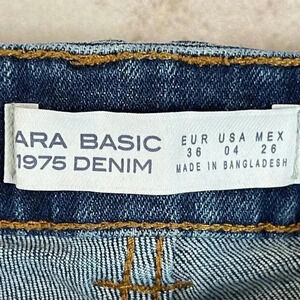 ARA BASIC
1975 DENIM
EUR USA MEX
36 04 26
MADE IN BANGLADESH